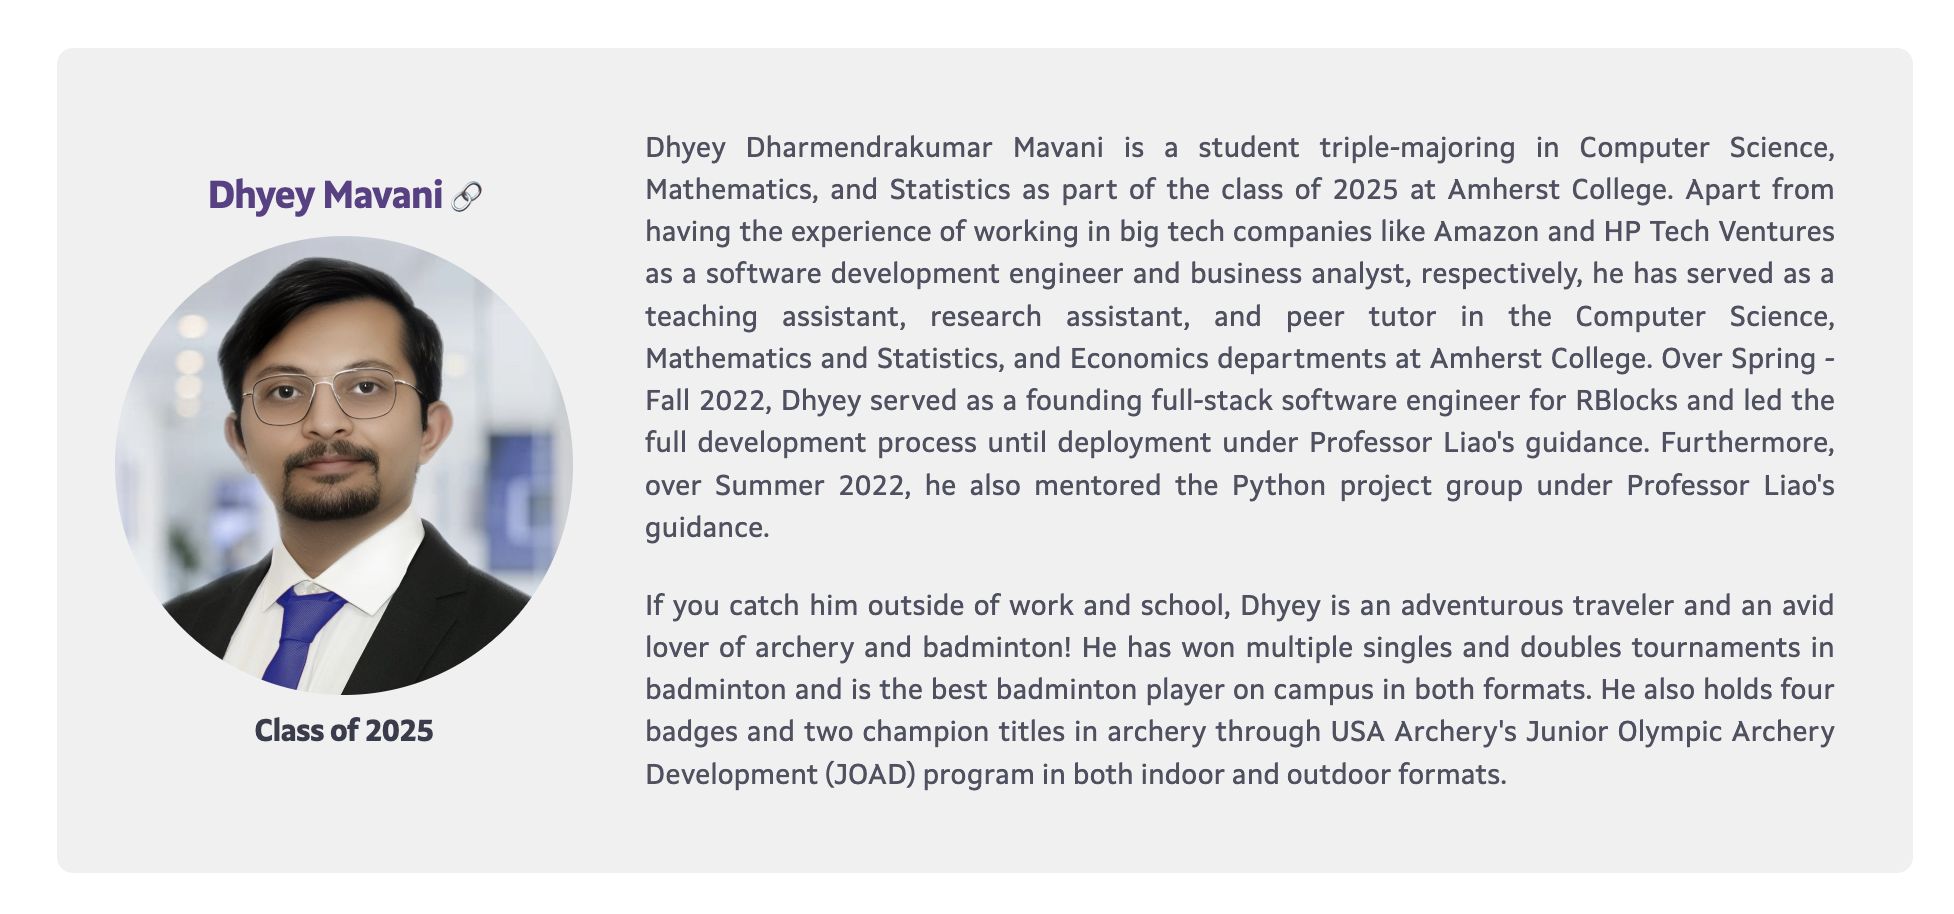 Dhyey Mavani
Class of 2025
Dhyey Dharmendrakumar Mavani is a student triple-majoring in Computer Science,
Mathematics, and Statistics as part of the class of 2025 at Amherst College. Apart from
having the experience of working in big tech companies like Amazon and HP Tech Ventures
as a software development engineer and business analyst, respectively, he has served as a
teaching assistant, research assistant, and peer tutor in the Computer Science,
Mathematics and Statistics, and Economics departments at Amherst College. Over Spring -
Fall 2022, Dhyey served as a founding full-stack software engineer for RBlocks and led the
full development process until deployment under Professor Liao's guidance. Furthermore,
over Summer 2022, he also mentored the Python project group under Professor Liao's
guidance.
If you catch him outside of work and school, Dhyey is an adventurous traveler and an avid
lover of archery and badminton! He has won multiple singles and doubles tournaments in
badminton and is the best badminton player on campus in both formats. He also holds four
badges and two champion titles in archery through USA Archery's Junior Olympic Archery
Development (JOAD) program in both indoor and outdoor formats.